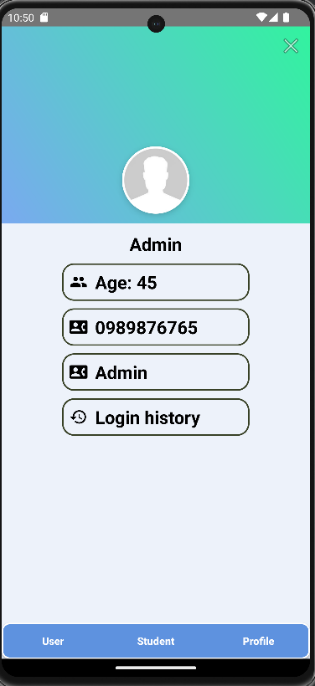 10:50
Admin
Age: 45
0989876765
Admin
Login history
User Student Profile